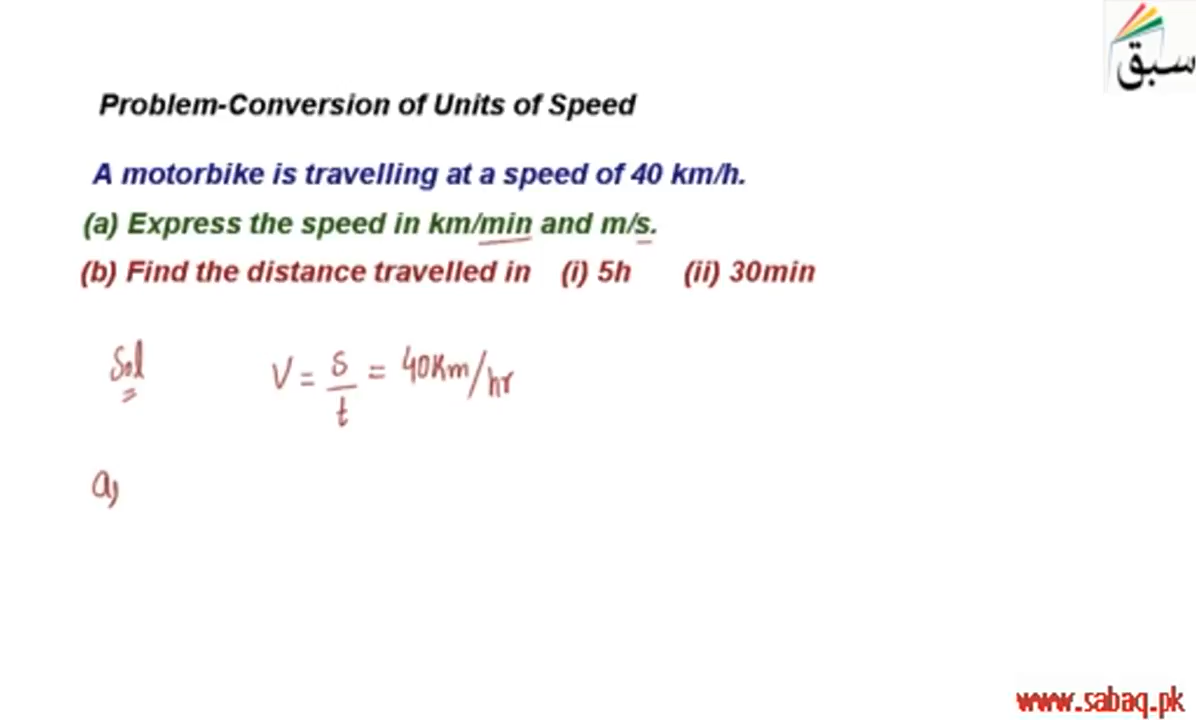 سبق
Problem-Conversion of Units of Speed
A motorbike is travelling at a speed of 40 km/h.
(a) Express the speed in km/min and m/s.
(b) Find the distance travelled in (i) 5h (ii) 30min
Sol
V = s/t = 40Km/hr
a)
www.sabaq.pk